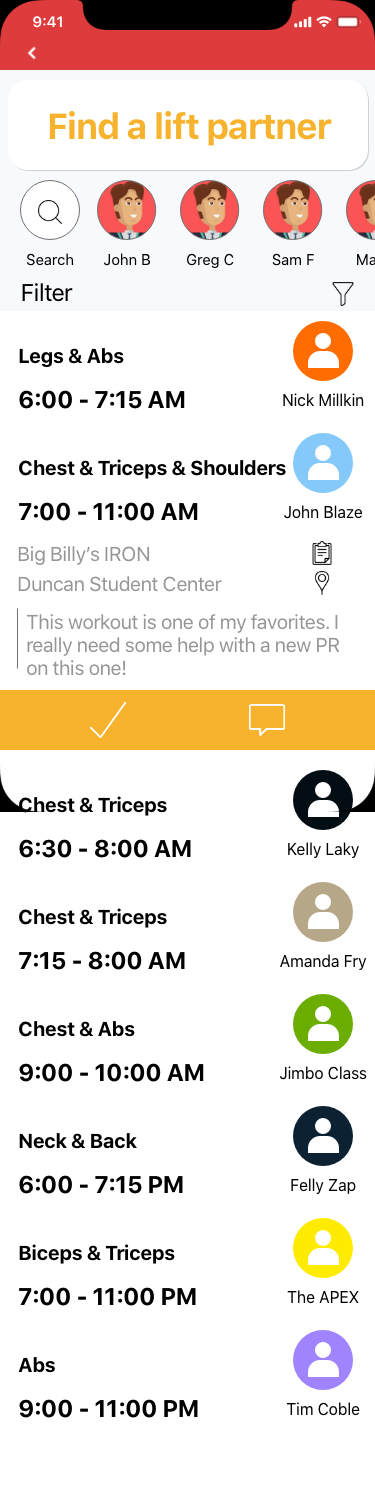 9:41
Find a lift partner
Search
John B
Greg C
Sam F
Ma
Filter
Legs & Abs
6:00 - 7:15 AM
Nick Millkin
Chest & Triceps & Shoulders
7:00 - 11:00 AM
John Blaze
Big Billy’s IRON
Duncan Student Center
This workout is one of my favorites. I
really need some help with a new PR
on this one!
Chest & Triceps
6:30 - 8:00 AM
Kelly Laky
Chest & Triceps
7:15 - 8:00 AM
Amanda Fry
Chest & Abs
9:00 - 10:00 AM
Jimbo Class
Neck & Back
6:00 - 7:15 PM
Felly Zap
Biceps & Triceps
7:00 - 11:00 PM
The APEX
Abs
9:00 - 11:00 PM
Tim Coble